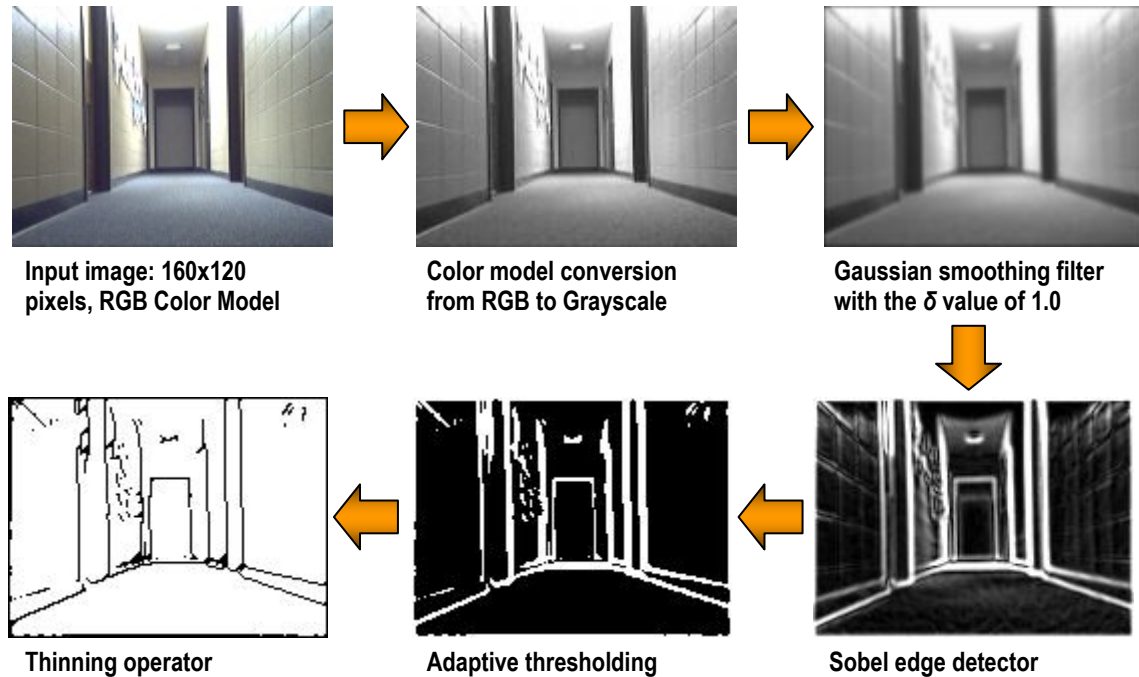 Input image: 160x120
pixels, RGB Color Model
Color model conversion
from RGB to Grayscale
Gaussian smoothing filter
with the δ value of 1.0
Thinning operator
Adaptive thresholding
Sobel edge detector